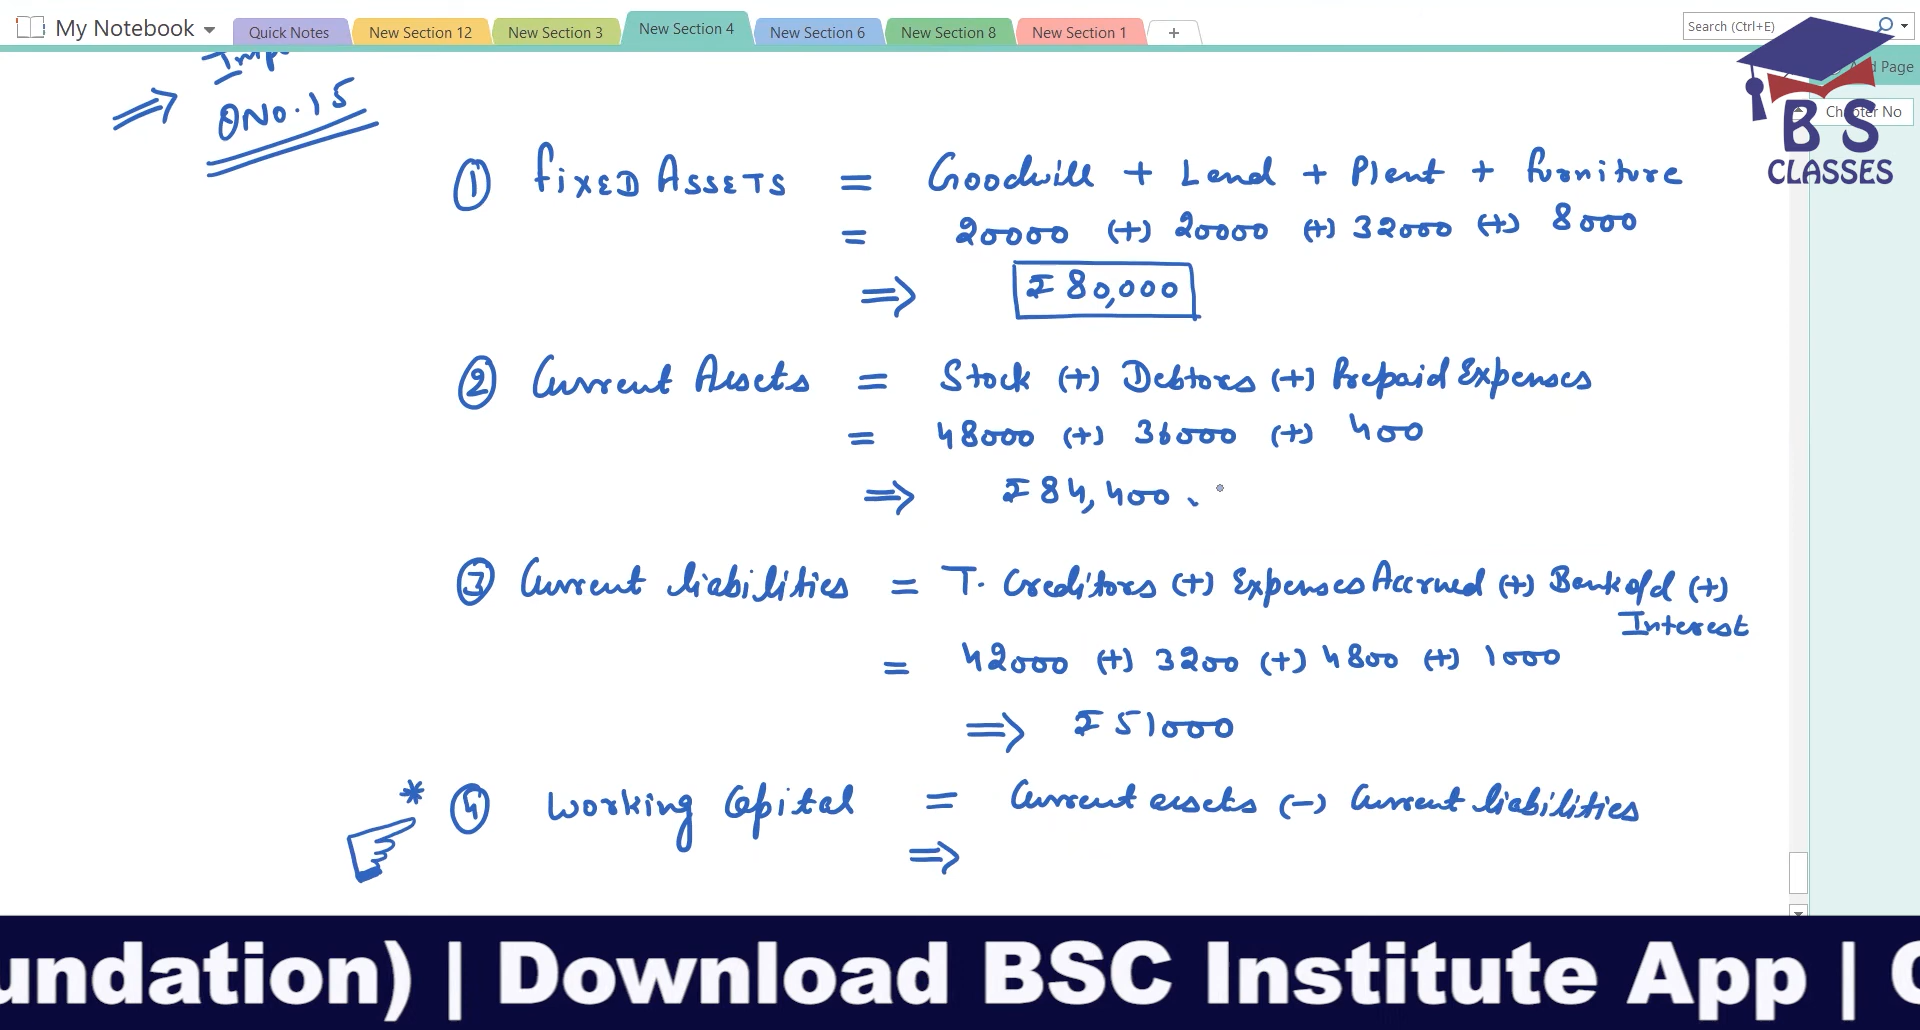 My Notebook
Quick Notes
New Section 12
New Section 3
New Section 4
New Section 6
New Section 8
New Section 1
+
Search (Ctrl+E)
d Page
Ch ter No
B S
CLASSES
QNo. 15
① FIXED ASSETS = Goodwill + Land + Plant + Furniture
= 20000 (+) 20000 (+) 32000 (+) 8000
⇒ ₹ 80,000
② Current Assets = Stock (+) Debtors (+) Prepaid Expenses
= 48000 (+) 36000 (+) 400
⇒ ₹ 84,400
③ Current liabilities = T. Creditors (+) Expenses Accrued (+) Bank o/d (+)
Interest
= 42000 (+) 3200 (+) 4800 (+) 1000
⇒ ₹ 51000
* ④ Working Capital = Current assets (-) Current liabilities
⇒
undation) | Download BSC Institute App | C